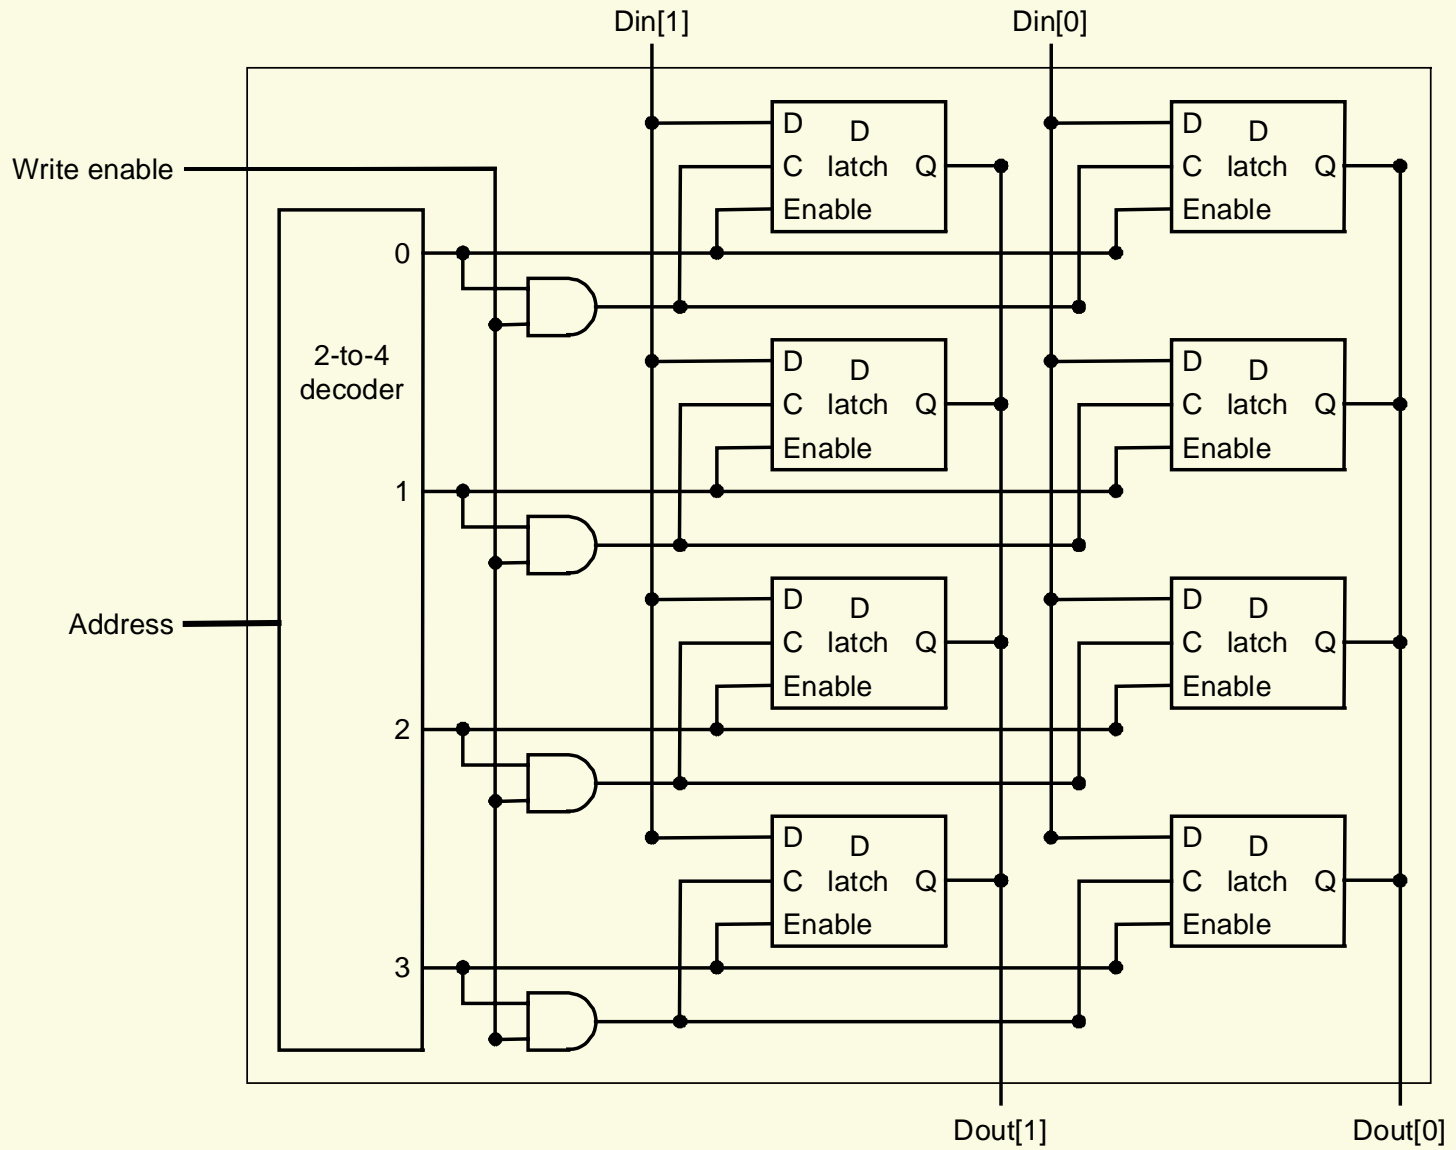 Din[1]
Din[0]
D
D
C
latch
Q
Enable
D
D
C
latch
Q
Enable
Write enable
0
2-to-4
decoder
D
D
C
latch
Q
Enable
D
D
C
latch
Q
Enable
1
Address
D
D
C
latch
Q
Enable
D
D
C
latch
Q
Enable
2
D
D
C
latch
Q
Enable
D
D
C
latch
Q
Enable
3
Dout[1]
Dout[0]